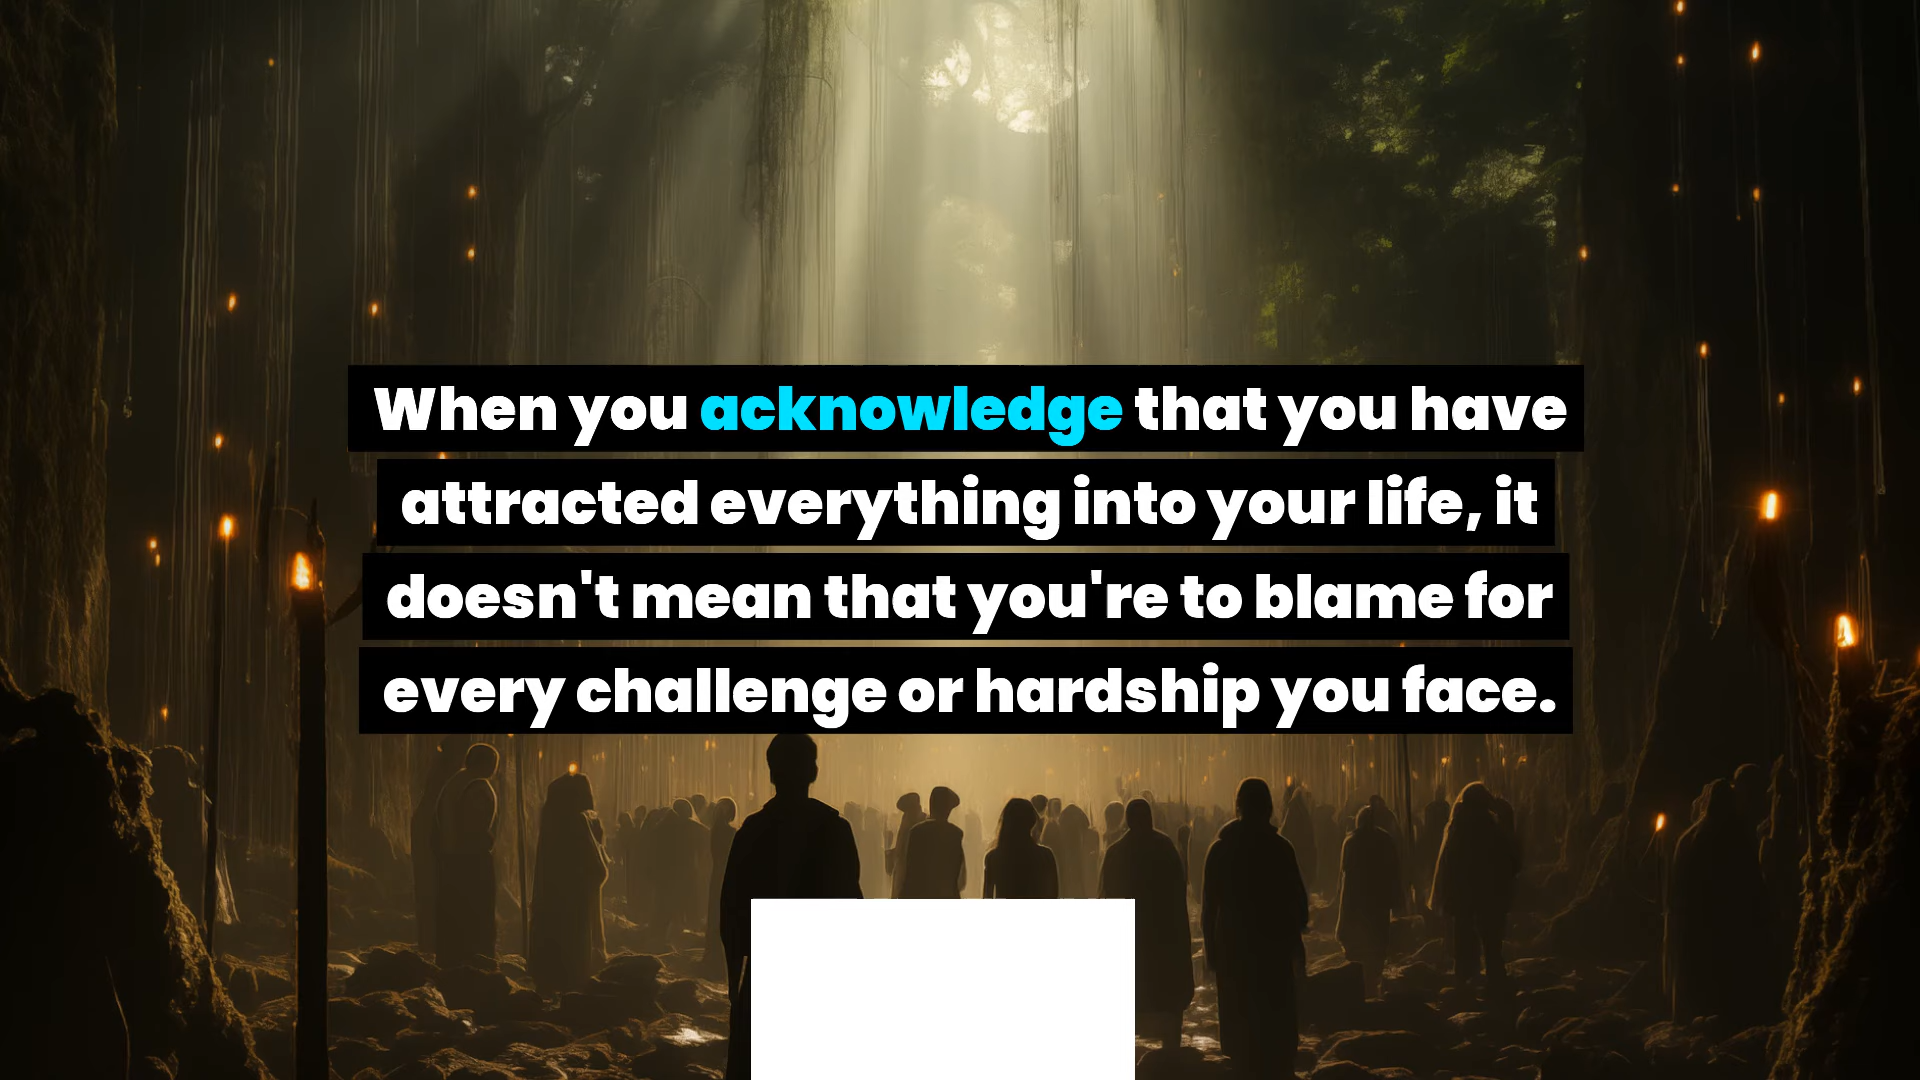 When you acknowledge that you have
attracted everything into your life, it
doesn't mean that you're to blame for
every challenge or hardship you face.